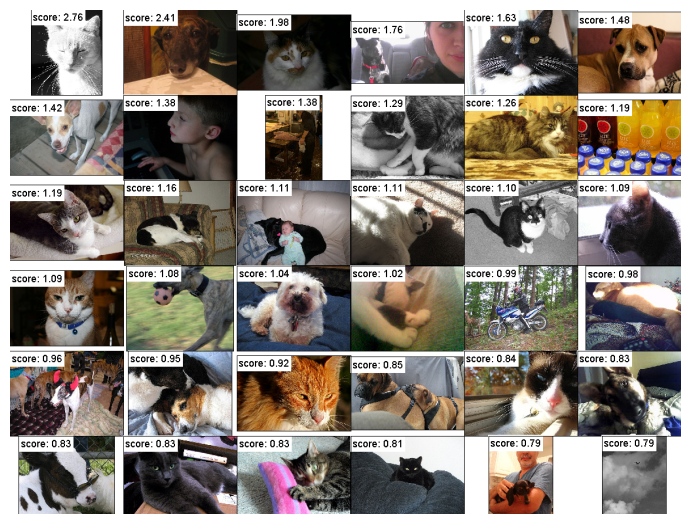 score: 2.76
score: 2.41
score: 1.98
score: 1.76
score: 1.63
score: 1.48
score: 1.42
score: 1.38
score: 1.38
score: 1.29
score: 1.26
score: 1.19
score: 1.19
score: 1.16
score: 1.11
score: 1.11
score: 1.10
score: 1.09
score: 1.09
score: 1.08
score: 1.04
score: 1.02
score: 0.99
score: 0.98
score: 0.96
score: 0.95
score: 0.92
score: 0.85
score: 0.84
score: 0.83
score: 0.83
score: 0.83
score: 0.83
score: 0.81
score: 0.79
score: 0.79